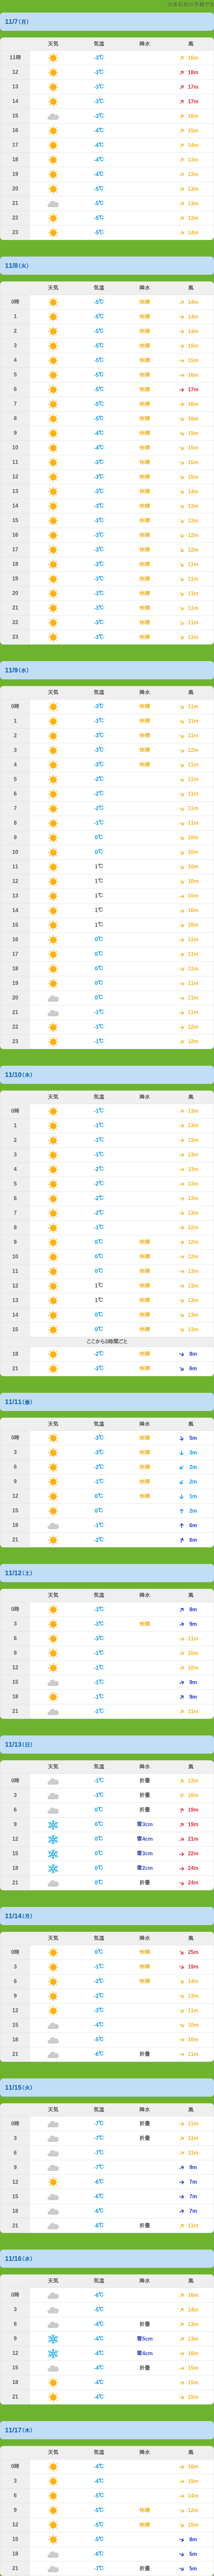 大泉石岳の予報です
11/7(月)
天気 気温 降水 風
11時 -3℃ 16m
12 -3℃ 18m
13 -3℃ 17m
14 -3℃ 17m
15 -3℃ 16m
16 -4℃ 15m
17 -4℃ 14m
18 -4℃ 13m
19 -4℃ 13m
20 -5℃ 13m
21 -5℃ 13m
22 -5℃ 13m
23 -5℃ 14m
11/8(火)
天気 気温 降水 風
0時 -5℃ 快晴 14m
1 -5℃ 快晴 14m
2 -5℃ 快晴 14m
3 -5℃ 快晴 15m
4 -5℃ 快晴 15m
5 -5℃ 快晴 16m
6 -5℃ 快晴 17m
7 -5℃ 快晴 16m
8 -5℃ 快晴 16m
9 -4℃ 快晴 15m
10 -4℃ 快晴 15m
11 -3℃ 快晴 15m
12 -3℃ 快晴 15m
13 -3℃ 快晴 14m
14 -3℃ 快晴 13m
15 -3℃ 快晴 13m
16 -3℃ 快晴 12m
17 -3℃ 快晴 12m
18 -3℃ 快晴 11m
19 -3℃ 快晴 11m
20 -3℃ 快晴 11m
21 -3℃ 快晴 11m
22 -3℃ 快晴 11m
23 -3℃ 快晴 11m
11/9(水)
天気 気温 降水 風
0時 -3℃ 快晴 11m
1 -3℃ 快晴 11m
2 -3℃ 快晴 11m
3 -3℃ 快晴 12m
4 -3℃ 快晴 11m
5 -2℃ 11m
6 -2℃ 11m
7 -2℃ 11m
8 -1℃ 11m
9 0℃ 10m
10 0℃ 10m
11 1℃ 10m
12 1℃ 10m
13 1℃ 10m
14 1℃ 10m
15 1℃ 10m
16 0℃ 11m
17 0℃ 11m
18 0℃ 11m
19 0℃ 11m
20 0℃ 11m
21 -1℃ 11m
22 -1℃ 12m
23 -1℃ 12m
11/10(木)
天気 気温 降水 風
0時 -1℃ 13m
1 -1℃ 13m
2 -1℃ 13m
3 -1℃ 13m
4 -2℃ 13m
5 -2℃ 13m
6 -2℃ 13m
7 -2℃ 13m
8 -1℃ 12m
9 0℃ 快晴 12m
10 0℃ 快晴 12m
11 0℃ 快晴 13m
12 1℃ 快晴 13m
13 1℃ 快晴 13m
14 0℃ 快晴 13m
15 0℃ 快晴 13m
ここから3時間ごと
18 -2℃ 快晴 8m
21 -3℃ 快晴 6m
11/11(金)
天気 気温 降水 風
0時 -3℃ 快晴 5m
3 -3℃ 快晴 3m
6 -2℃ 快晴 2m
9 -1℃ 快晴 2m
12 0℃ 快晴 1m
15 0℃ 2m
18 -1℃ 6m
21 -2℃ 6m
11/12(土)
天気 気温 降水 風
0時 -3℃ 8m
3 -3℃ 快晴 9m
6 -3℃ 11m
9 -1℃ 10m
12 -1℃ 10m
15 -1℃ 9m
18 -1℃ 9m
21 -1℃ 11m
11/13(日)
天気 気温 降水 風
0時 -1℃ 折曇 13m
3 -1℃ 折曇 16m
6 0℃ 折曇 19m
9 0℃ 雪3cm 19m
12 0℃ 雪4cm 21m
15 0℃ 雪3cm 22m
18 0℃ 雪2cm 24m
21 0℃ 折曇 24m
11/14(月)
天気 気温 降水 風
0時 0℃ 快晴 25m
3 -1℃ 快晴 19m
6 -2℃ 快晴 14m
9 -2℃ 13m
12 -3℃ 11m
15 -4℃ 10m
18 -5℃ 10m
21 -6℃ 折曇 11m
11/15(火)
天気 気温 降水 風
0時 -7℃ 折曇 11m
3 -7℃ 折曇 11m
6 -7℃ 11m
9 -7℃ 9m
12 -6℃ 7m
15 -6℃ 7m
18 -6℃ 7m
21 -6℃ 折曇 11m
11/16(水)
天気 気温 降水 風
0時 -6℃ 16m
3 -5℃ 14m
6 -4℃ 折曇 13m
9 -4℃ 雪5cm 13m
12 -4℃ 雪4cm 16m
15 -4℃ 折曇 15m
18 -4℃ 15m
21 -4℃ 15m
11/17(木)
天気 気温 降水 風
0時 -4℃ 16m
3 -4℃ 15m
6 -5℃ 14m
9 -5℃ 快晴 12m
12 -5℃ 快晴 10m
15 -5℃ 8m
18 -6℃ 5m
21 -7℃ 折曇 5m